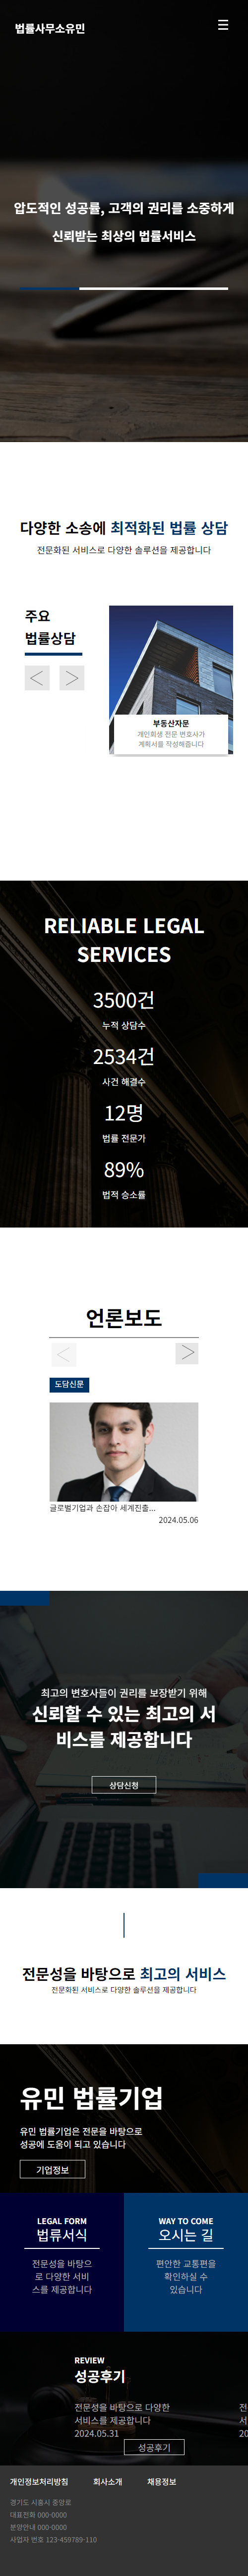 법률사무소유민
압도적인 성공률, 고객의 권리를 소중하게
신뢰받는 최상의 법률서비스
다양한 소송에 최적화된 법률 상담
전문화된 서비스로 다양한 솔루션을 제공합니다
주요
법률상담
부동산자문
개인회생 전문 변호사가
계획서를 작성해줍니다
RELIABLE LEGAL
SERVICES
3500건
누적 상담수
2534건
사건 해결수
12명
법률 전문가
89%
법적 승소률
언론보도
도담신문
글로벌기업과 손잡아 세계진출...
2024.05.06
최고의 변호사들이 권리를 보장받기 위해
신뢰할 수 있는 최고의 서
비스를 제공합니다
상담신청
전문성을 바탕으로 최고의 서비스
전문화된 서비스로 다양한 솔루션을 제공합니다
유민 법률기업
유민 법률기업은 전문을 바탕으로
성공에 도움이 되고 있습니다
기업정보
LEGAL FORM
법류서식
전문성을 바탕으
로 다양한 서비
스를 제공합니다
WAY TO COME
오시는 길
편안한 교통편을
확인하실 수
있습니다
REVIEW
성공후기
전문성을 바탕으로 다양한
서비스를 제공합니다
2024.05.31
전
서
20
성공후기
개인정보처리방침 회사소개 채용정보
경기도 시흥시 중앙로
대표전화 000-0000
분양안내 000-0000
사업자 번호 123-459789-110